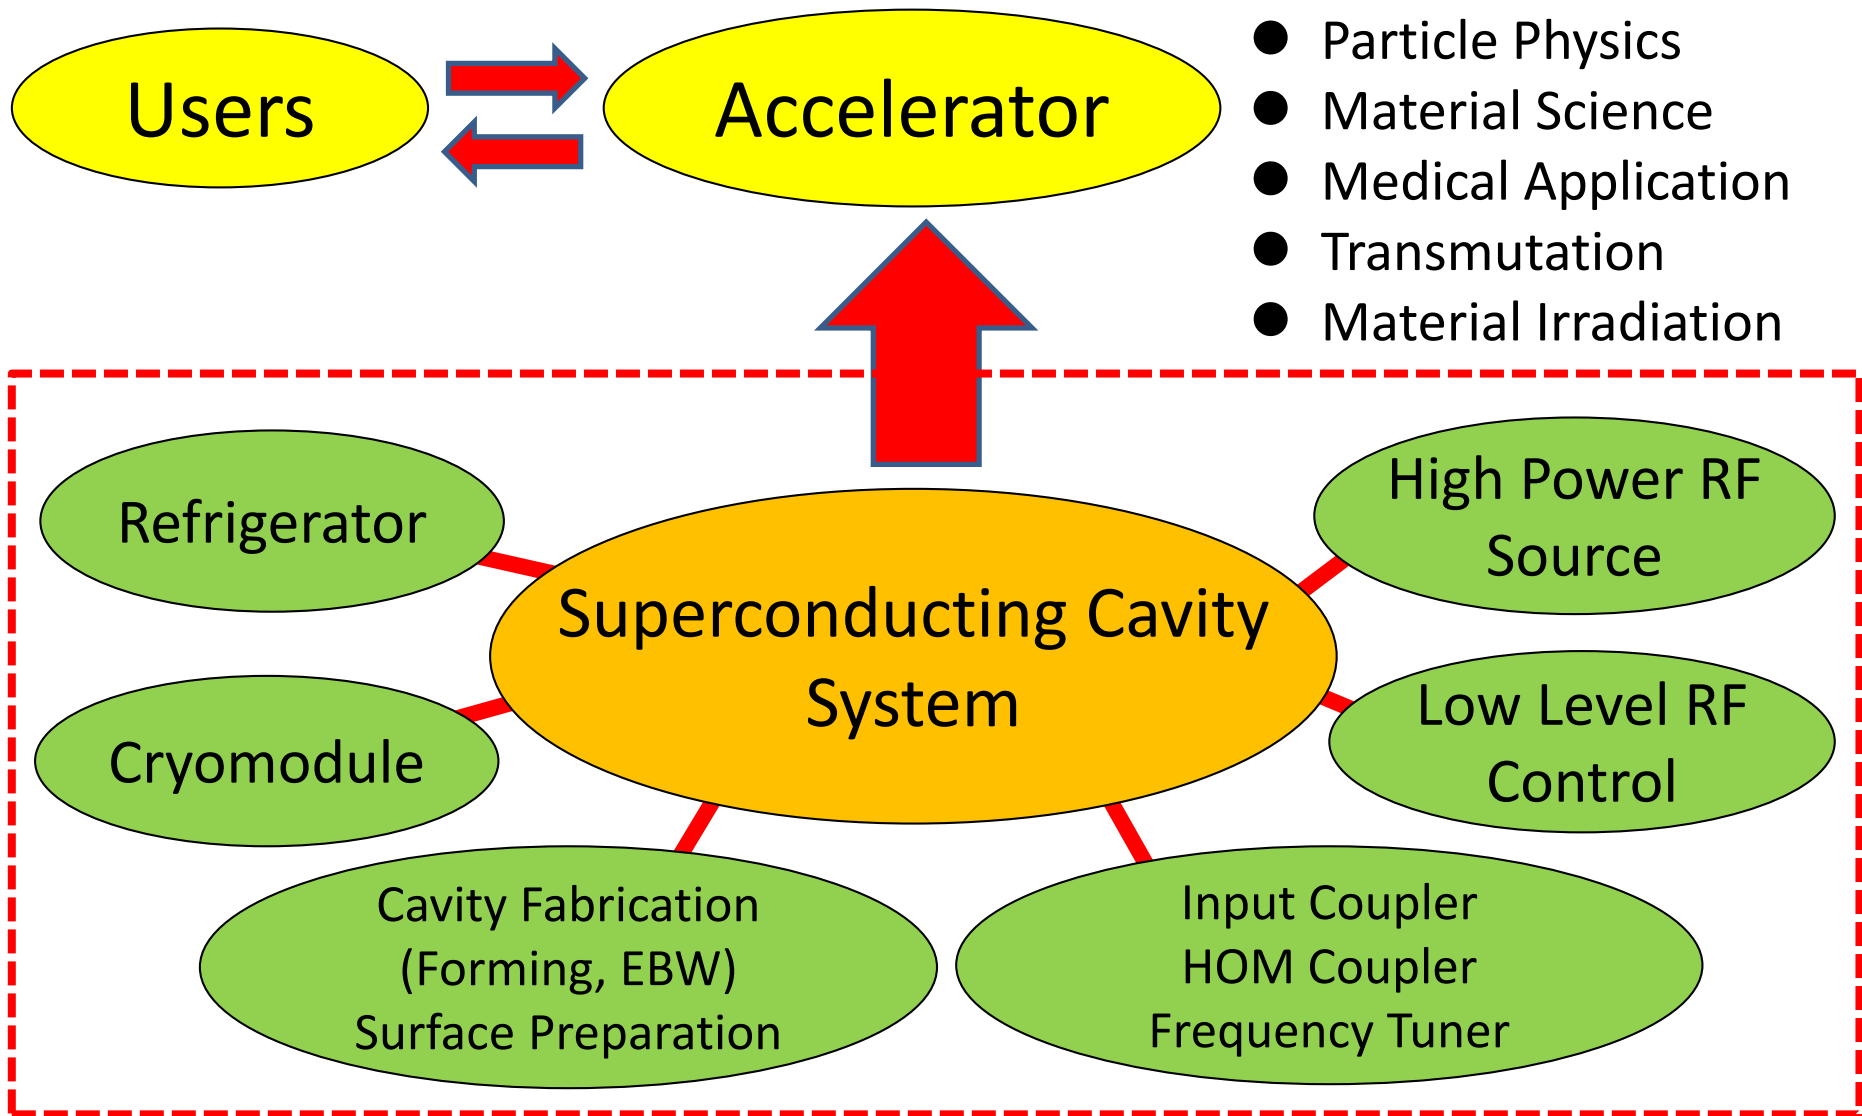 Users
Accelerator
● Particle Physics
● Material Science
● Medical Application
● Transmutation
● Material Irradiation
Refrigerator
High Power RF
Source
Superconducting Cavity
System
Cryomodule
Low Level RF
Control
Cavity Fabrication
(Forming, EBW)
Surface Preparation
Input Coupler
HOM Coupler
Frequency Tuner